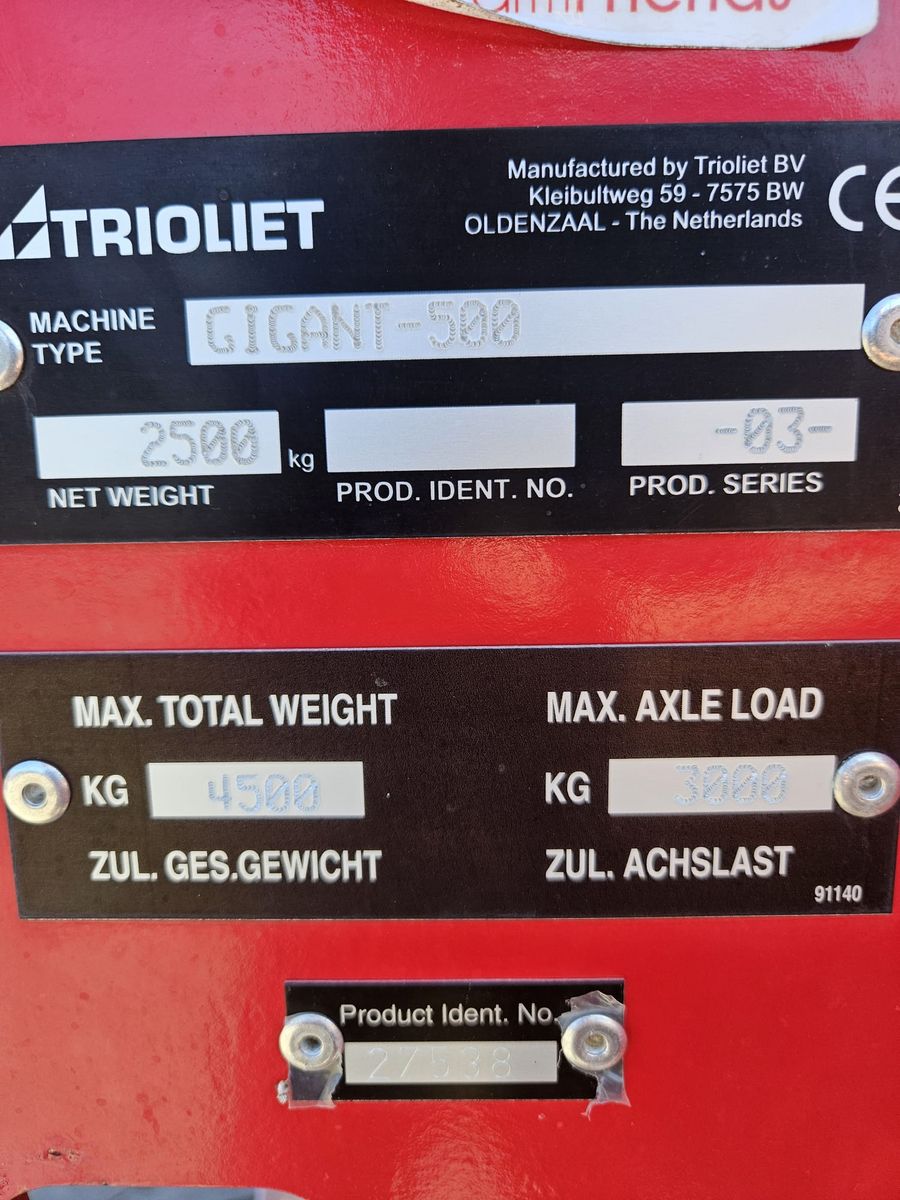 TRIOLIET
Manufactured by Trioliet BV
Kleibultweg 59 - 7575 BW
OLDENZAAL - The Netherlands
CE
MACHINE TYPE
GIGANT-500
2500 kg
NET WEIGHT
PROD. IDENT. NO.
-03-
PROD. SERIES
MAX. TOTAL WEIGHT
KG 4500
ZUL. GES.GEWICHT
MAX. AXLE LOAD
KG 3000
ZUL. ACHSLAST
91140
Product Ident. No.
27538